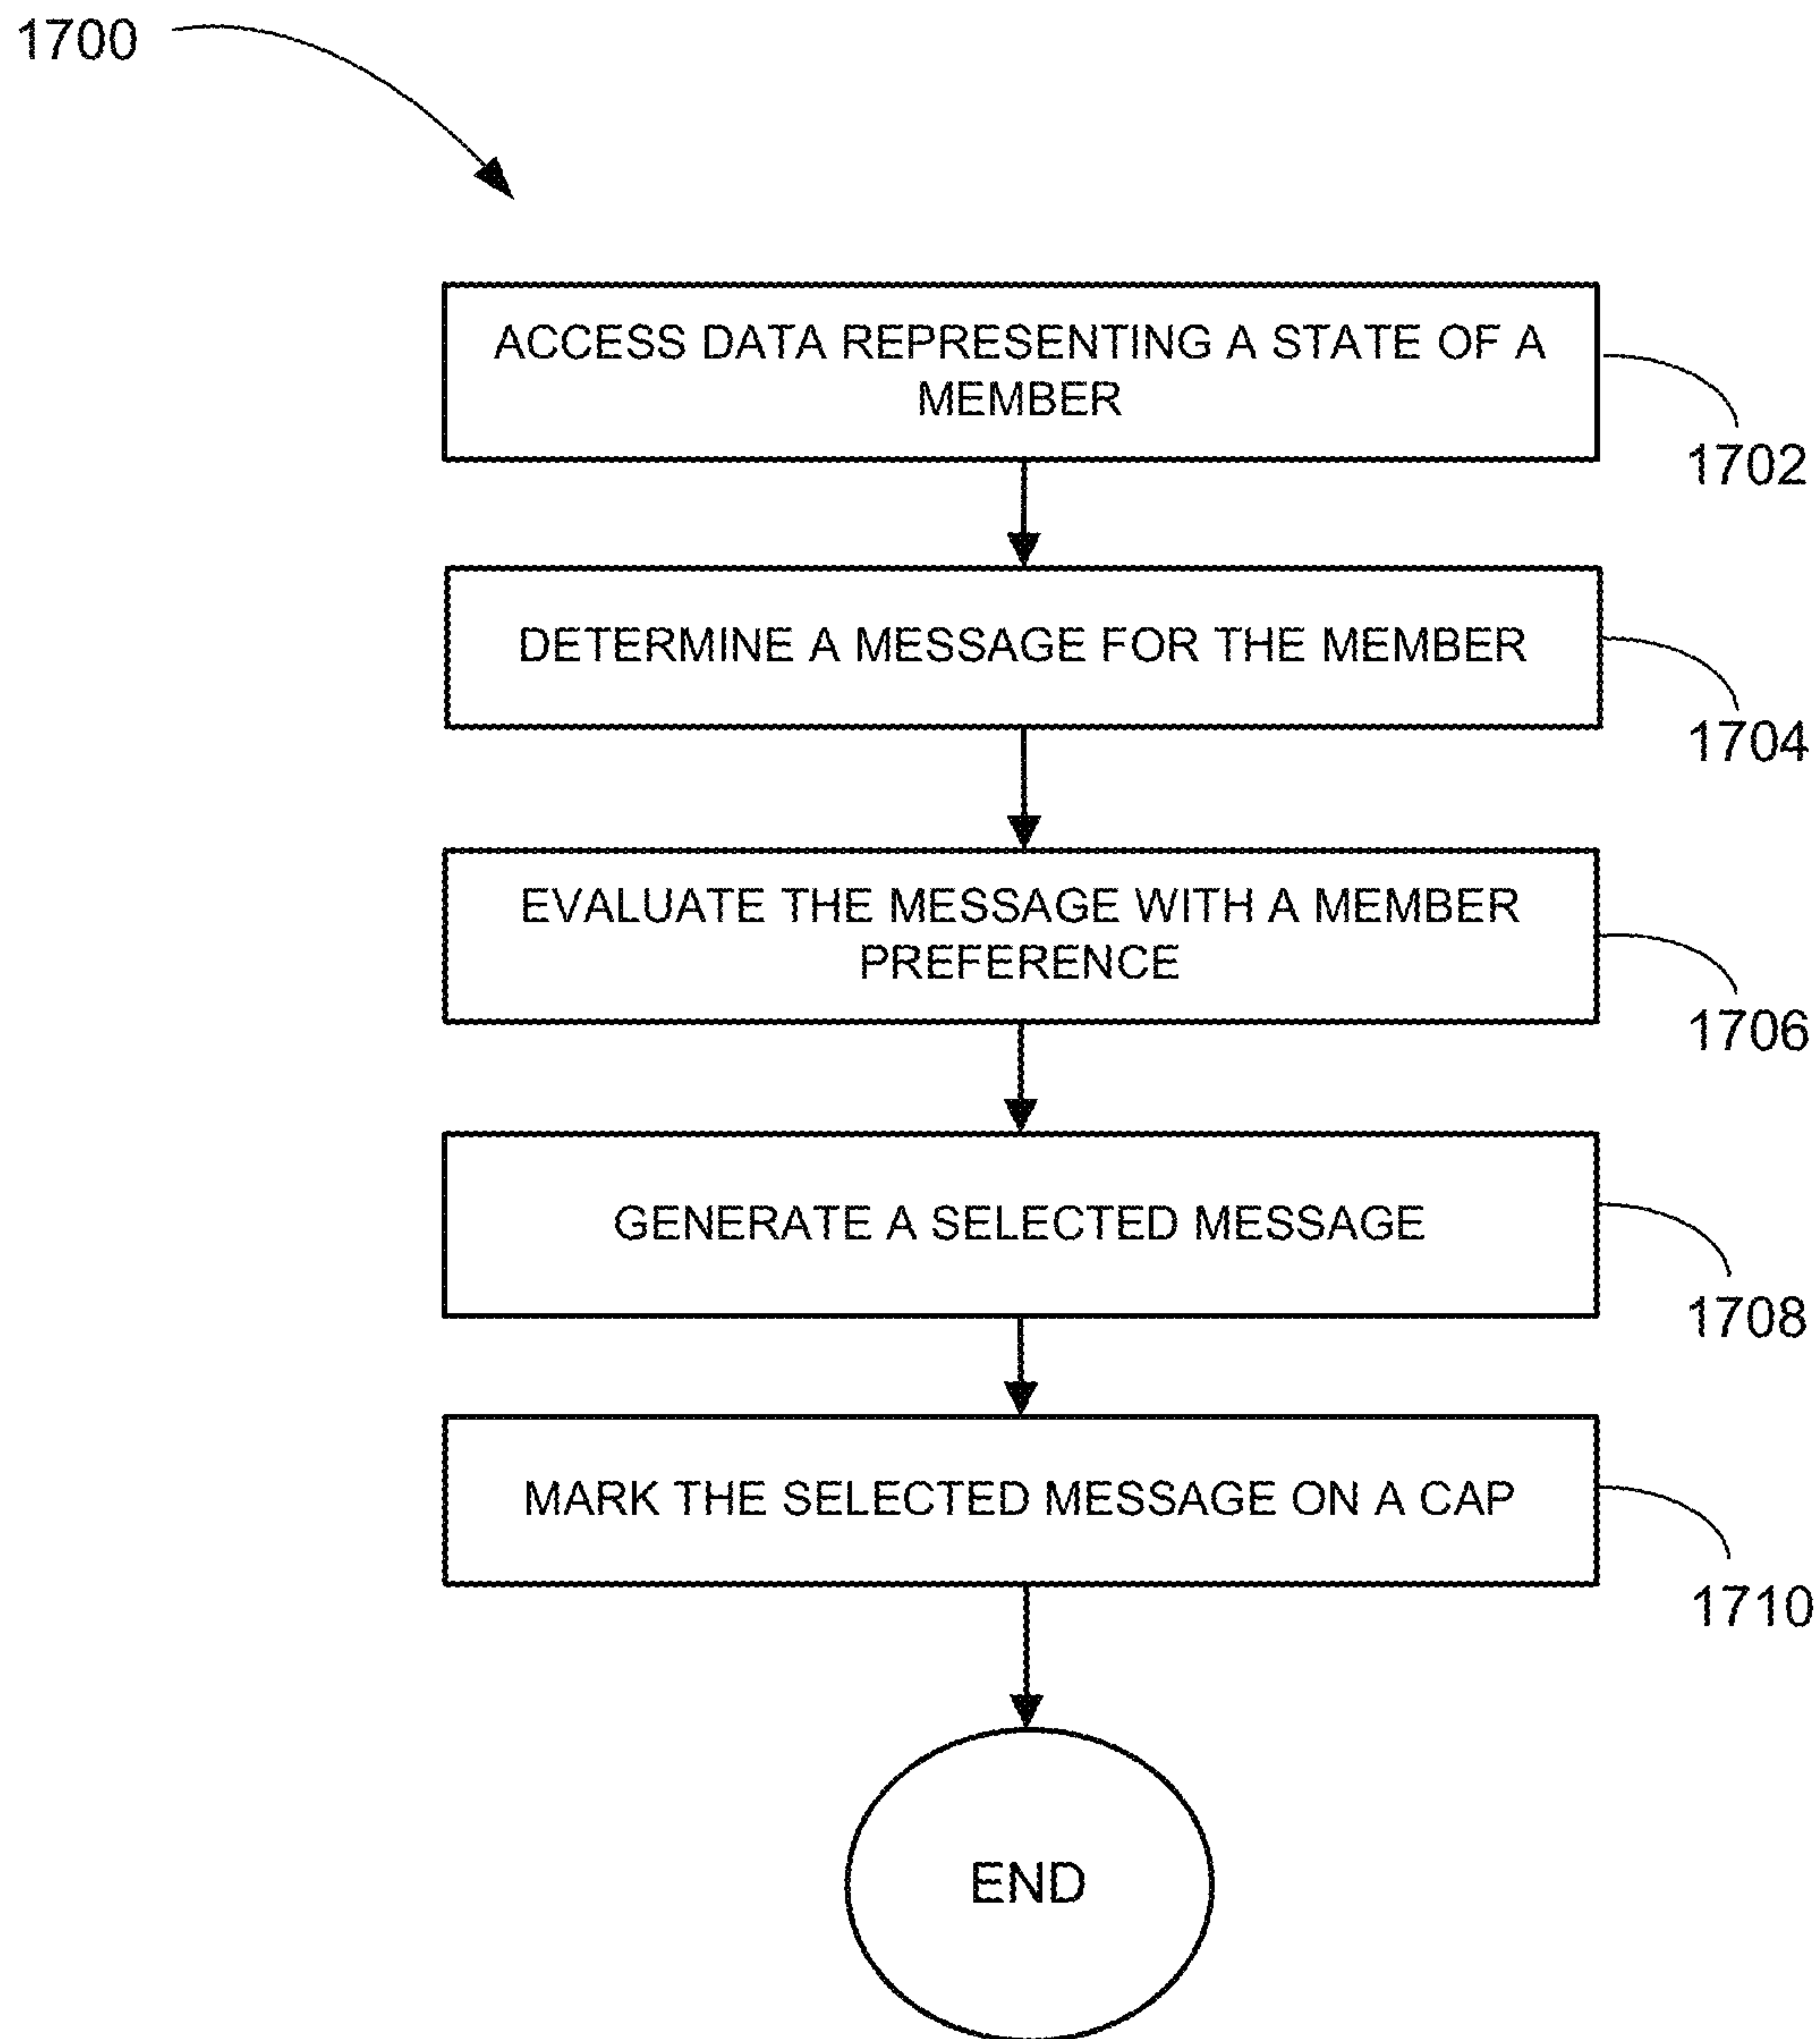 1700
ACCESS DATA REPRESENTING A STATE OF A
MEMBER
1702
DETERMINE A MESSAGE FOR THE MEMBER
1704
EVALUATE THE MESSAGE WITH A MEMBER
PREFERENCE
1706
GENERATE A SELECTED MESSAGE
1708
MARK THE SELECTED MESSAGE ON A CAP
1710
END